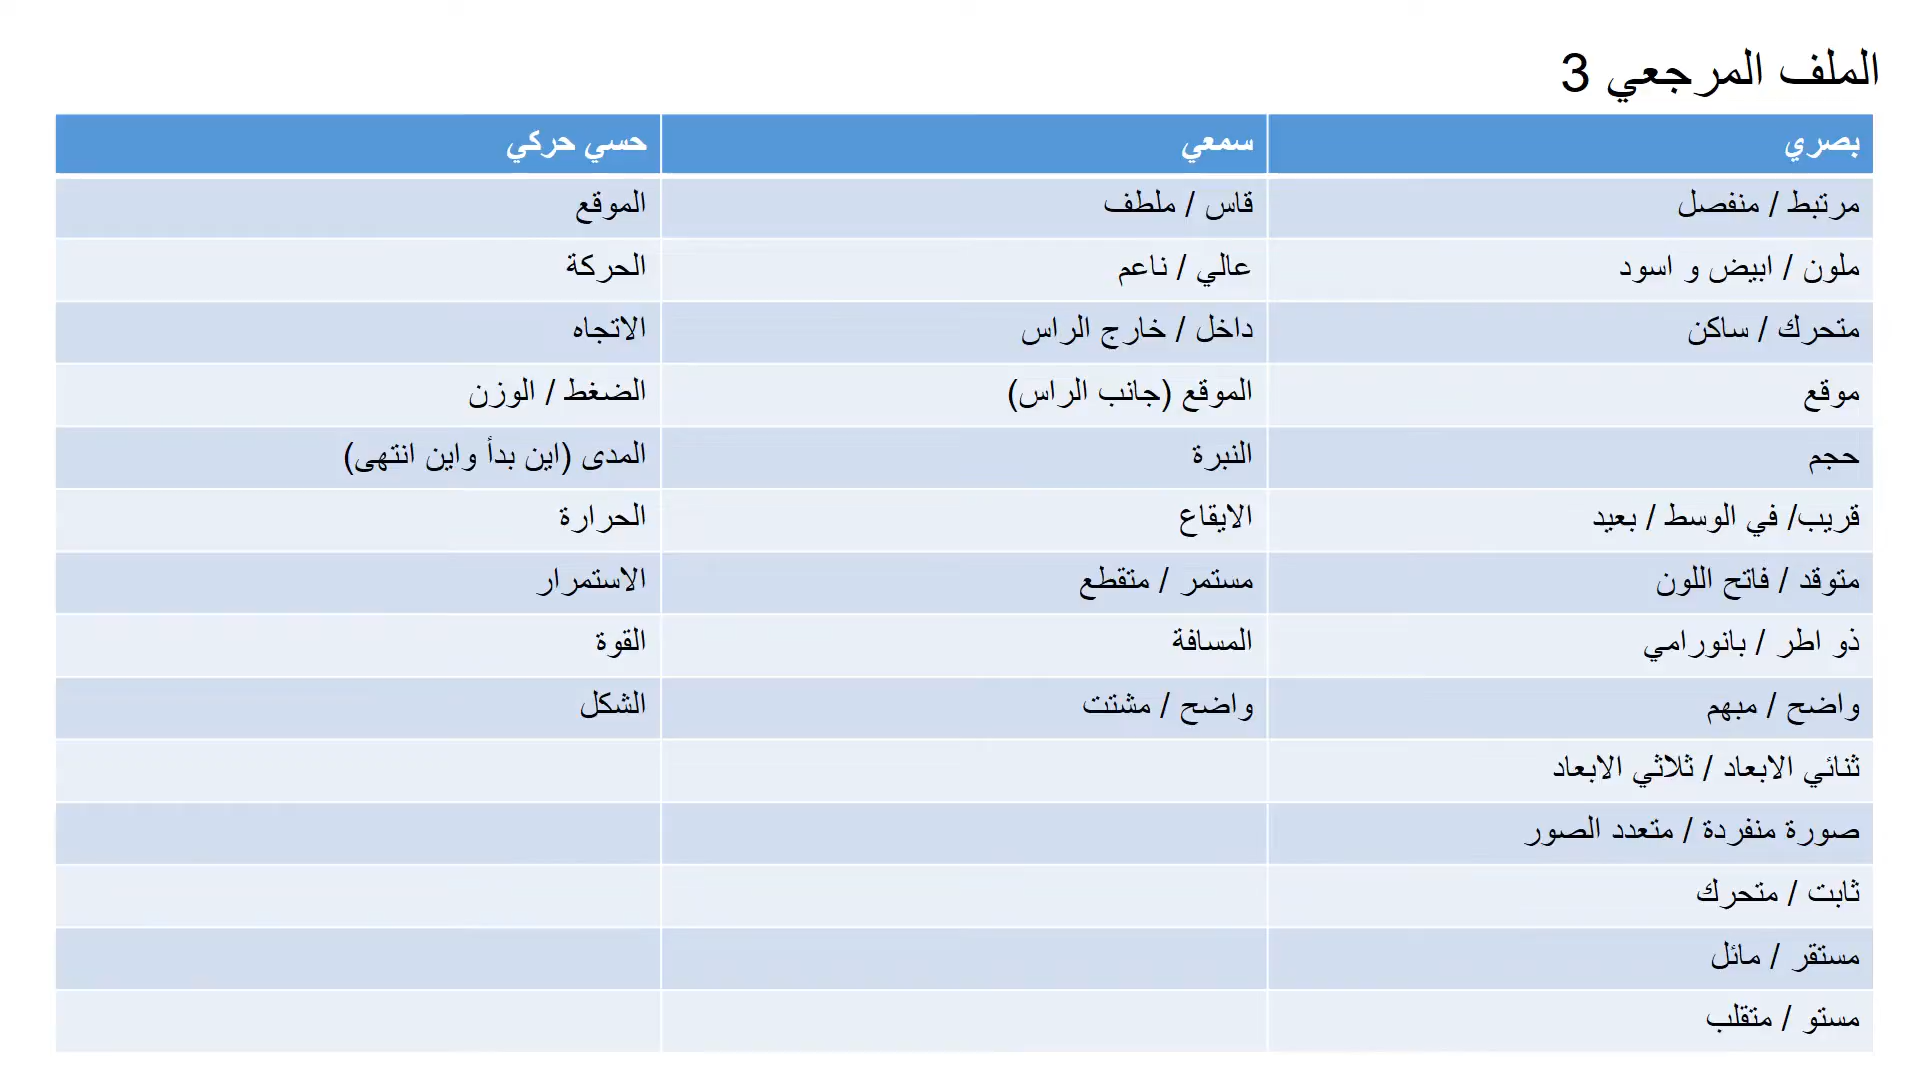 الملف المرجعي 3
بصري سمعي حسي حركي
مرتبط / منفصل قاس / ملطف الموقع
ملون / ابيض و اسود عالي / ناعم الحركة
متحرك / ساكن داخل / خارج الراس الاتجاه
موقع الموقع (جانب الراس) الضغط / الوزن
حجم النبرة المدى (اين بدأ واين انتهى)
قريب/ في الوسط / بعيد الايقاع الحرارة
متوقد / فاتح اللون مستمر / متقطع الاستمرار
ذو اطر / بانورامي المسافة القوة
واضح / مبهم واضح / مشتت الشكل
ثنائي الابعاد / ثلاثي الابعاد
صورة منفردة / متعدد الصور
ثابت / متحرك
مستقر / مائل
مستو / متقلب